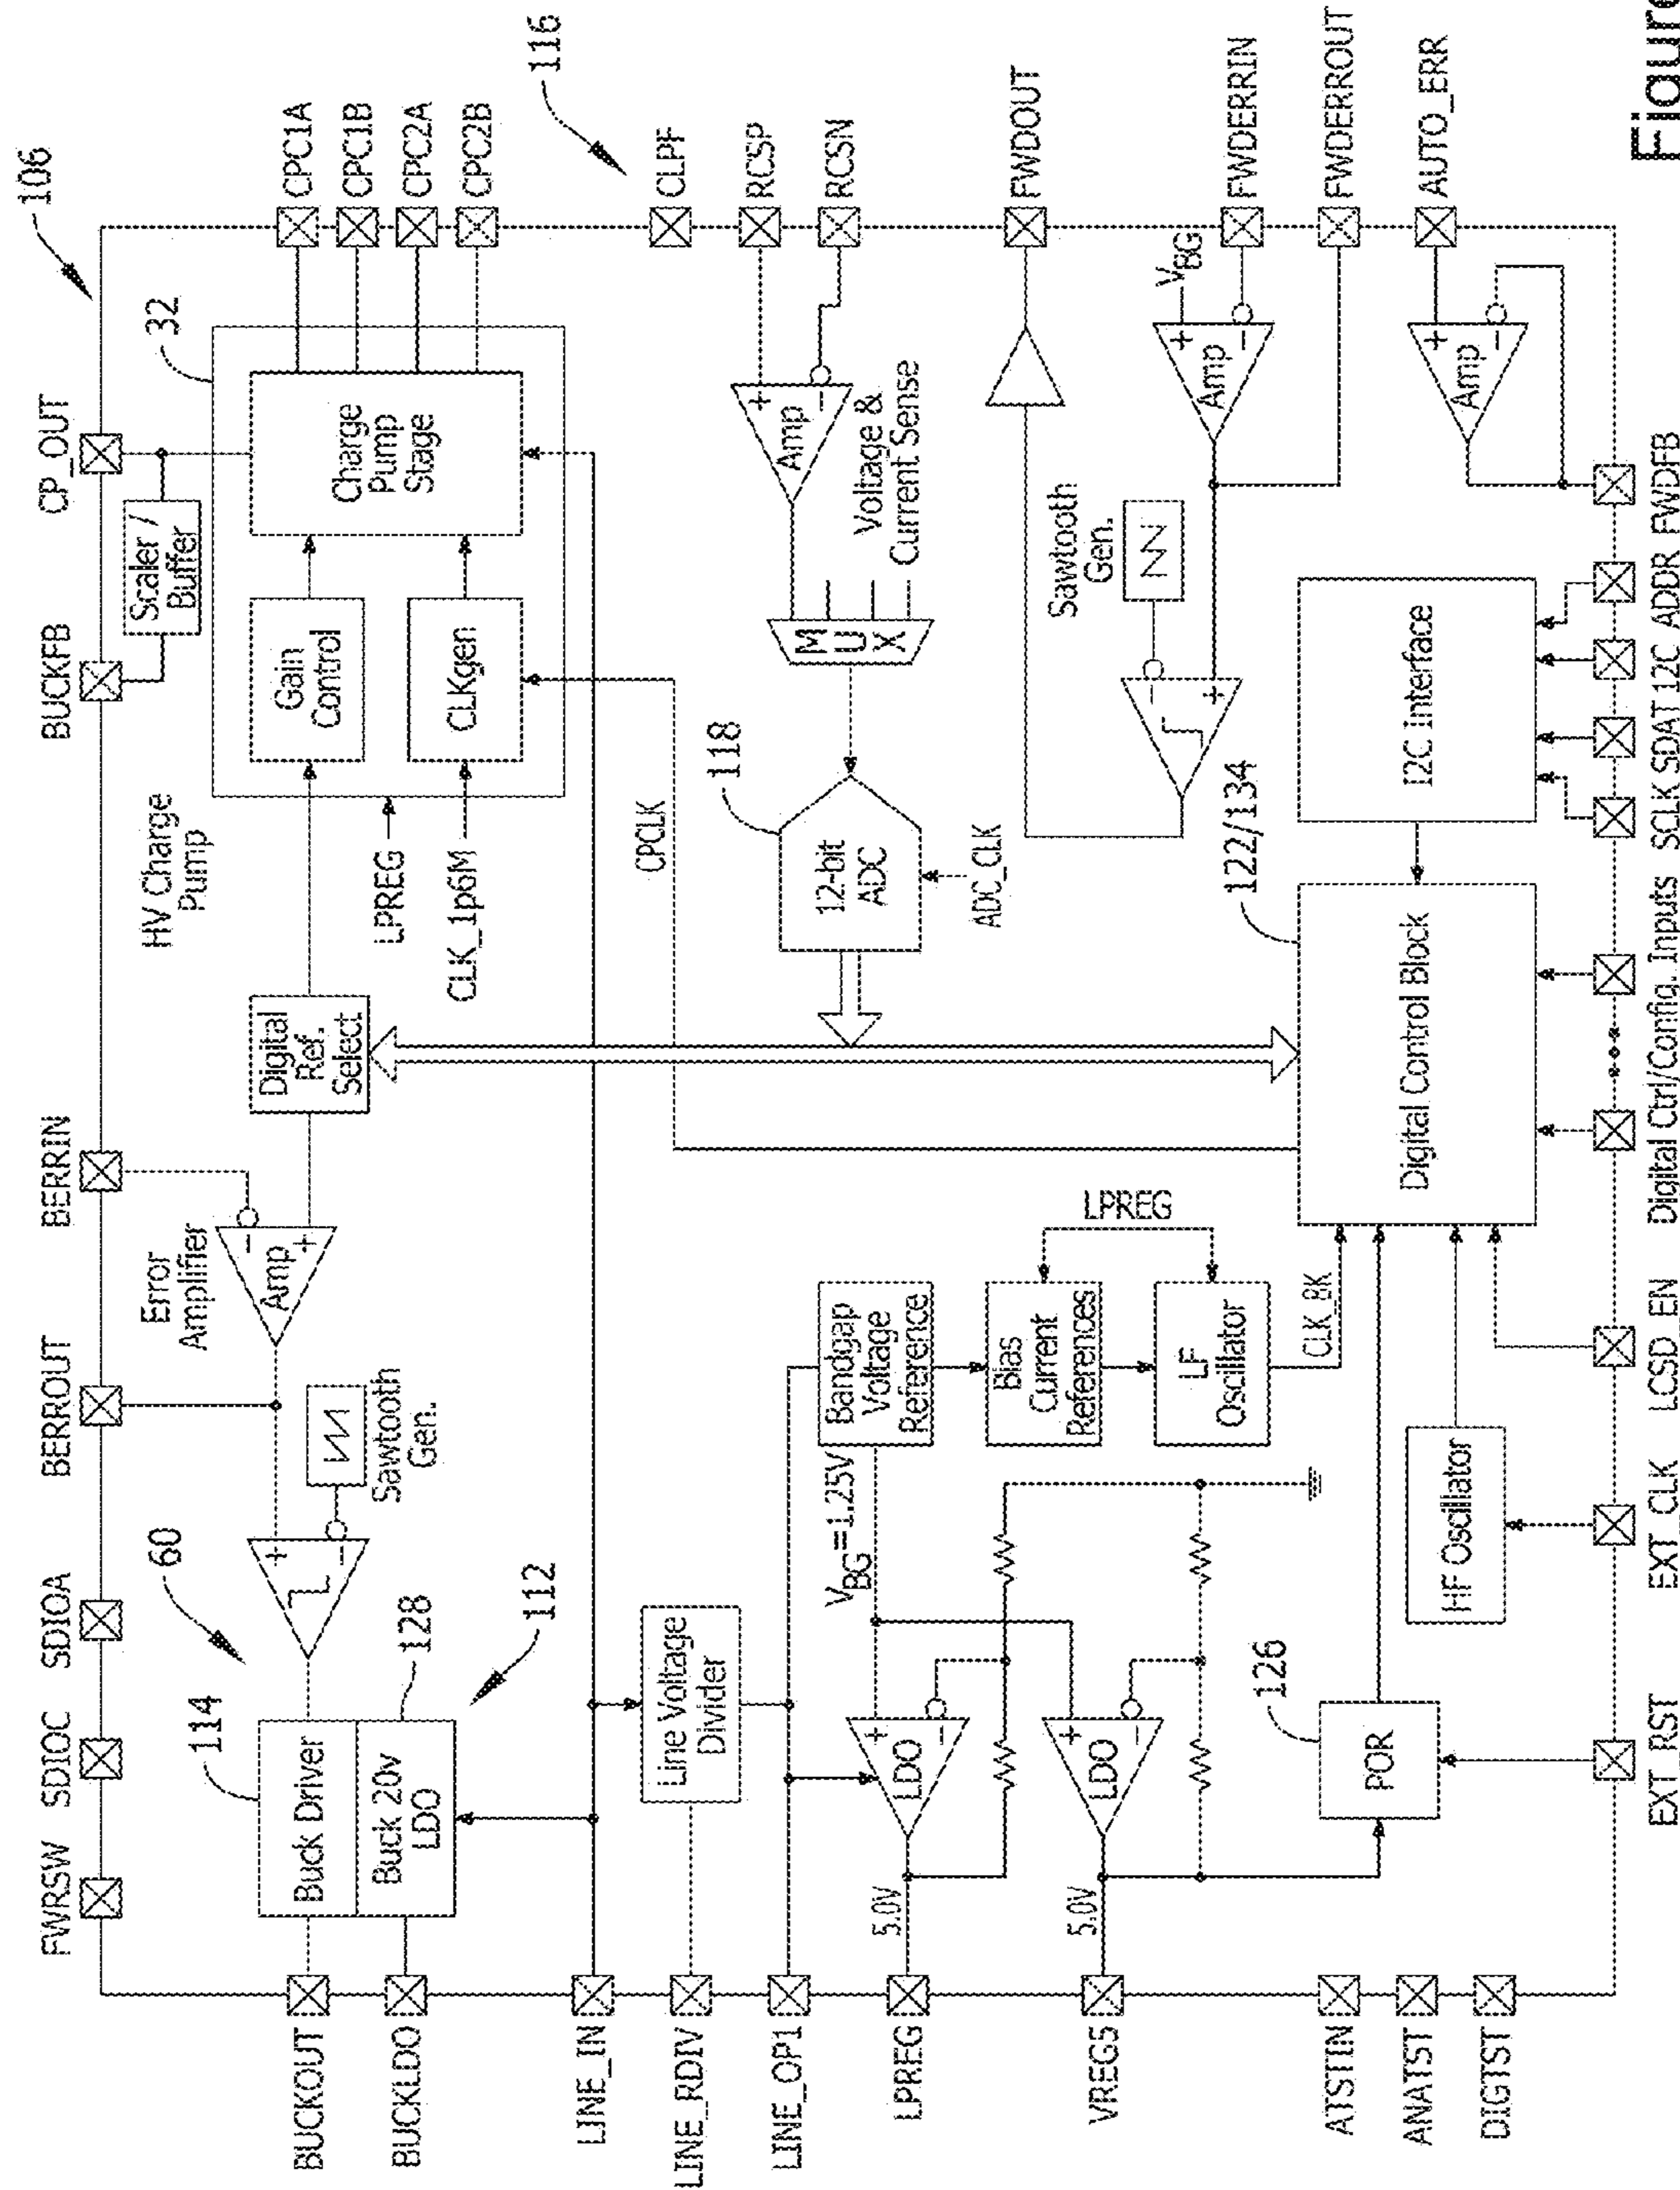 106
FWRSW
SDIOC
SDIOA
BERROUT
BERRIN
BUCKFB
CP_OUT
60
114
Buck Driver
Buck 20v
LDO
128
112
+
−
Sawtooth
Gen.
Error
Amplifier
Amp
−
+
Digital
Ref.
Select
HV Charge
Pump
Scaler /
Buffer
32
Gain
Control
CLKgen
Charge
Pump
Stage
LPREG
CLK_1p6M
CPCLK
CPC1A
CPC1B
CPC2A
CPC2B
116
CLPF
RCSP
RCSN
FWDOUT
FWDERRIN
FWDERROUT
AUTO_ERR
BUCKOUT
BUCKLDO
LINE_IN
LINE_RDIV
LINE_OP1
LPREG
VREG5
ATSTIN
ANATST
DIGTST
Line Voltage
Divider
VBG=1.25V
Bandgap
Voltage
Reference
Bias
Current
References
LF
Oscillator
LPREG
CLK_BK
5.0V
LDO
+
−
5.0V
LDO
+
−
126
POR
HF Oscillator
118
12-bit
ADC
ADC_CLK
MUX
Amp
+
−
Voltage &
Current Sense
Sawtooth
Gen.
−
+
Amp
+
−
VBG
Amp
+
−
122/134
Digital Control Block
I2C Interface
EXT_RST
EXT_CLK
LCSD_EN
Digital Ctrl/Config. Inputs
SCLK
SDAT
I2C ADDR
FWDFB
Figure